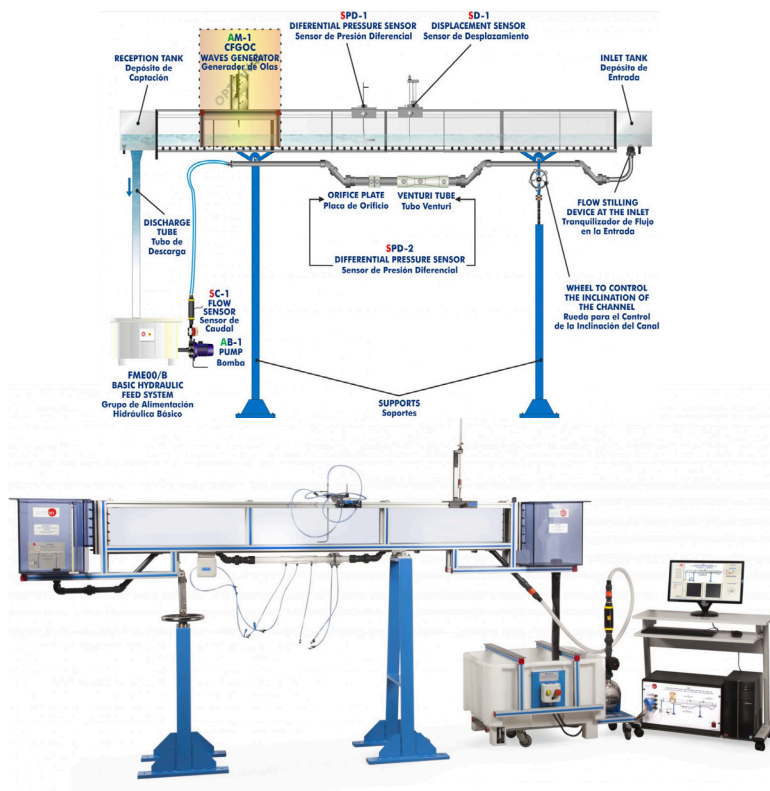 SPD-1
DIFERENTIAL PRESSURE SENSOR
Sensor de Presión Diferencial
SD-1
DISPLACEMENT SENSOR
Sensor de Desplazamiento
AM-1
CFGOC
WAVES GENERATOR
Generador de Olas
RECEPTION TANK
Depósito de
Captación
INLET TANK
Depósito de
Entrada
ORIFICE PLATE
Placa de Orificio
VENTURI TUBE
Tubo Venturi
FLOW STILLING
DEVICE AT THE INLET
Tranquilizador de Flujo
en la Entrada
DISCHARGE
TUBE
Tubo de
Descarga
SPD-2
DIFFERENTIAL PRESSURE SENSOR
Sensor de Presión Diferencial
WHEEL TO CONTROL
THE INCLINATION OF
THE CHANNEL
Rueda para el Control
de la Inclinación del Canal
SC-1
FLOW
SENSOR
Sensor de
Caudal
AB-1
PUMP
Bomba
FME00/B
BASIC HYDRAULIC
FEED SYSTEM
Grupo de Alimentación
Hidráulica Básico
SUPPORTS
Soportes